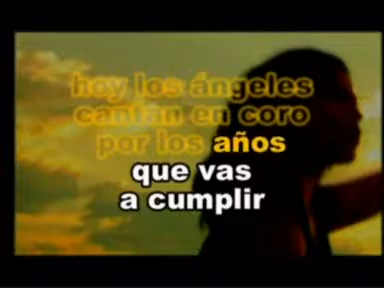 hoy los ángeles
cantan en coro
por los años
que vas
a cumplir